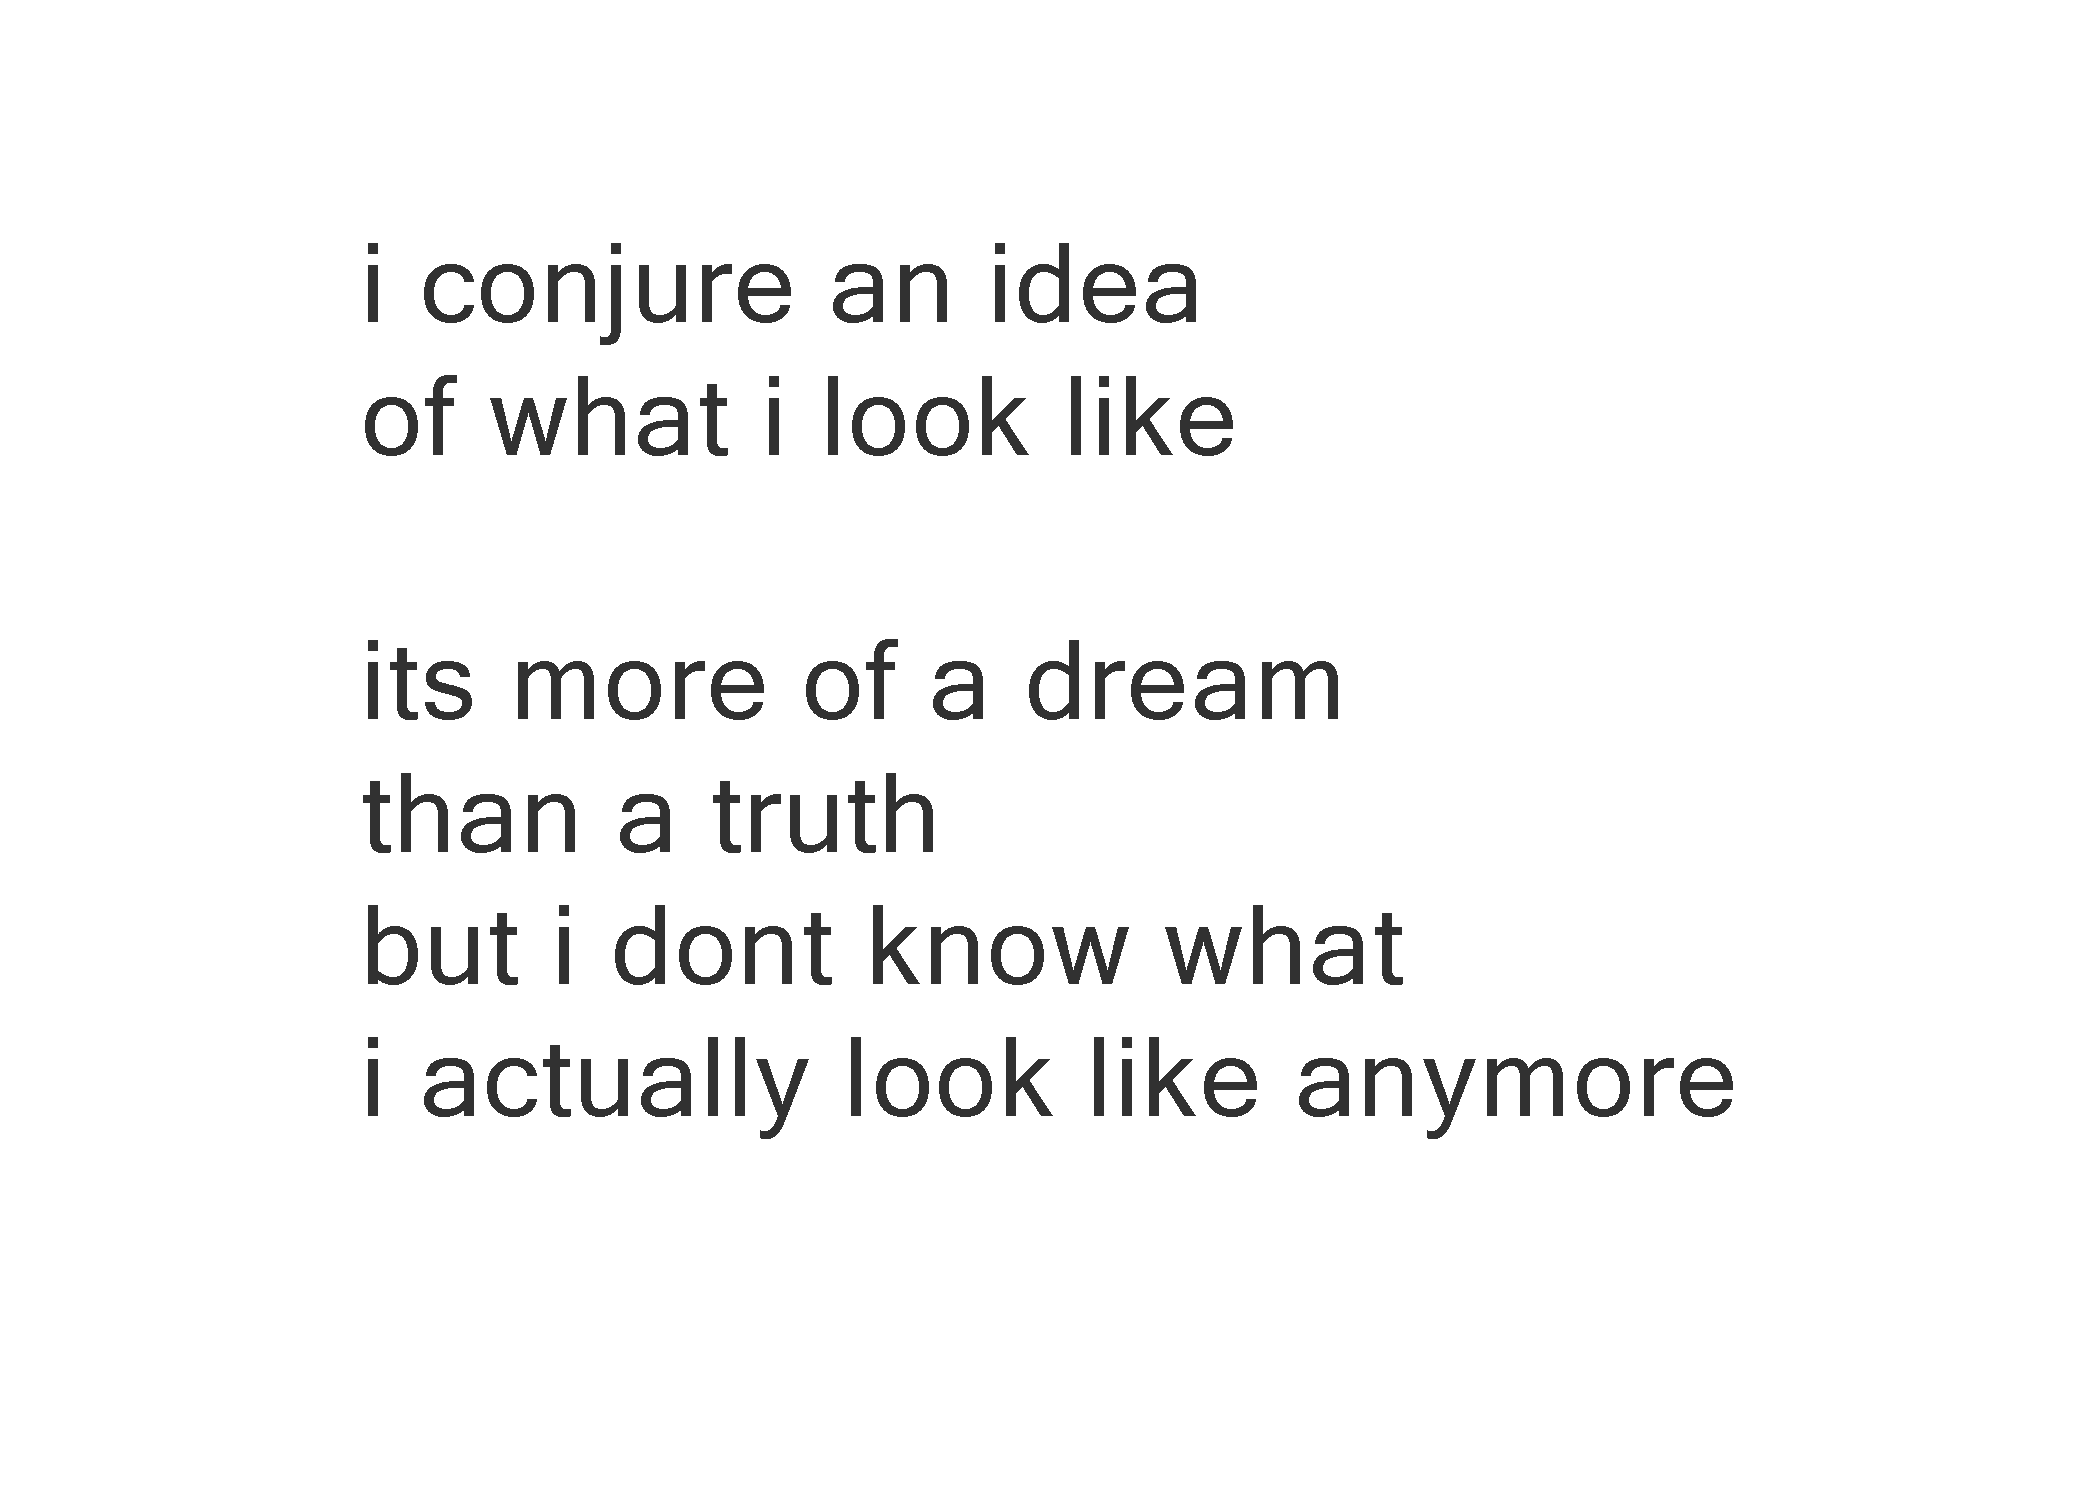 i conjure an idea
of what i look like
its more of a dream
than a truth
but i dont know what
i actually look like anymore